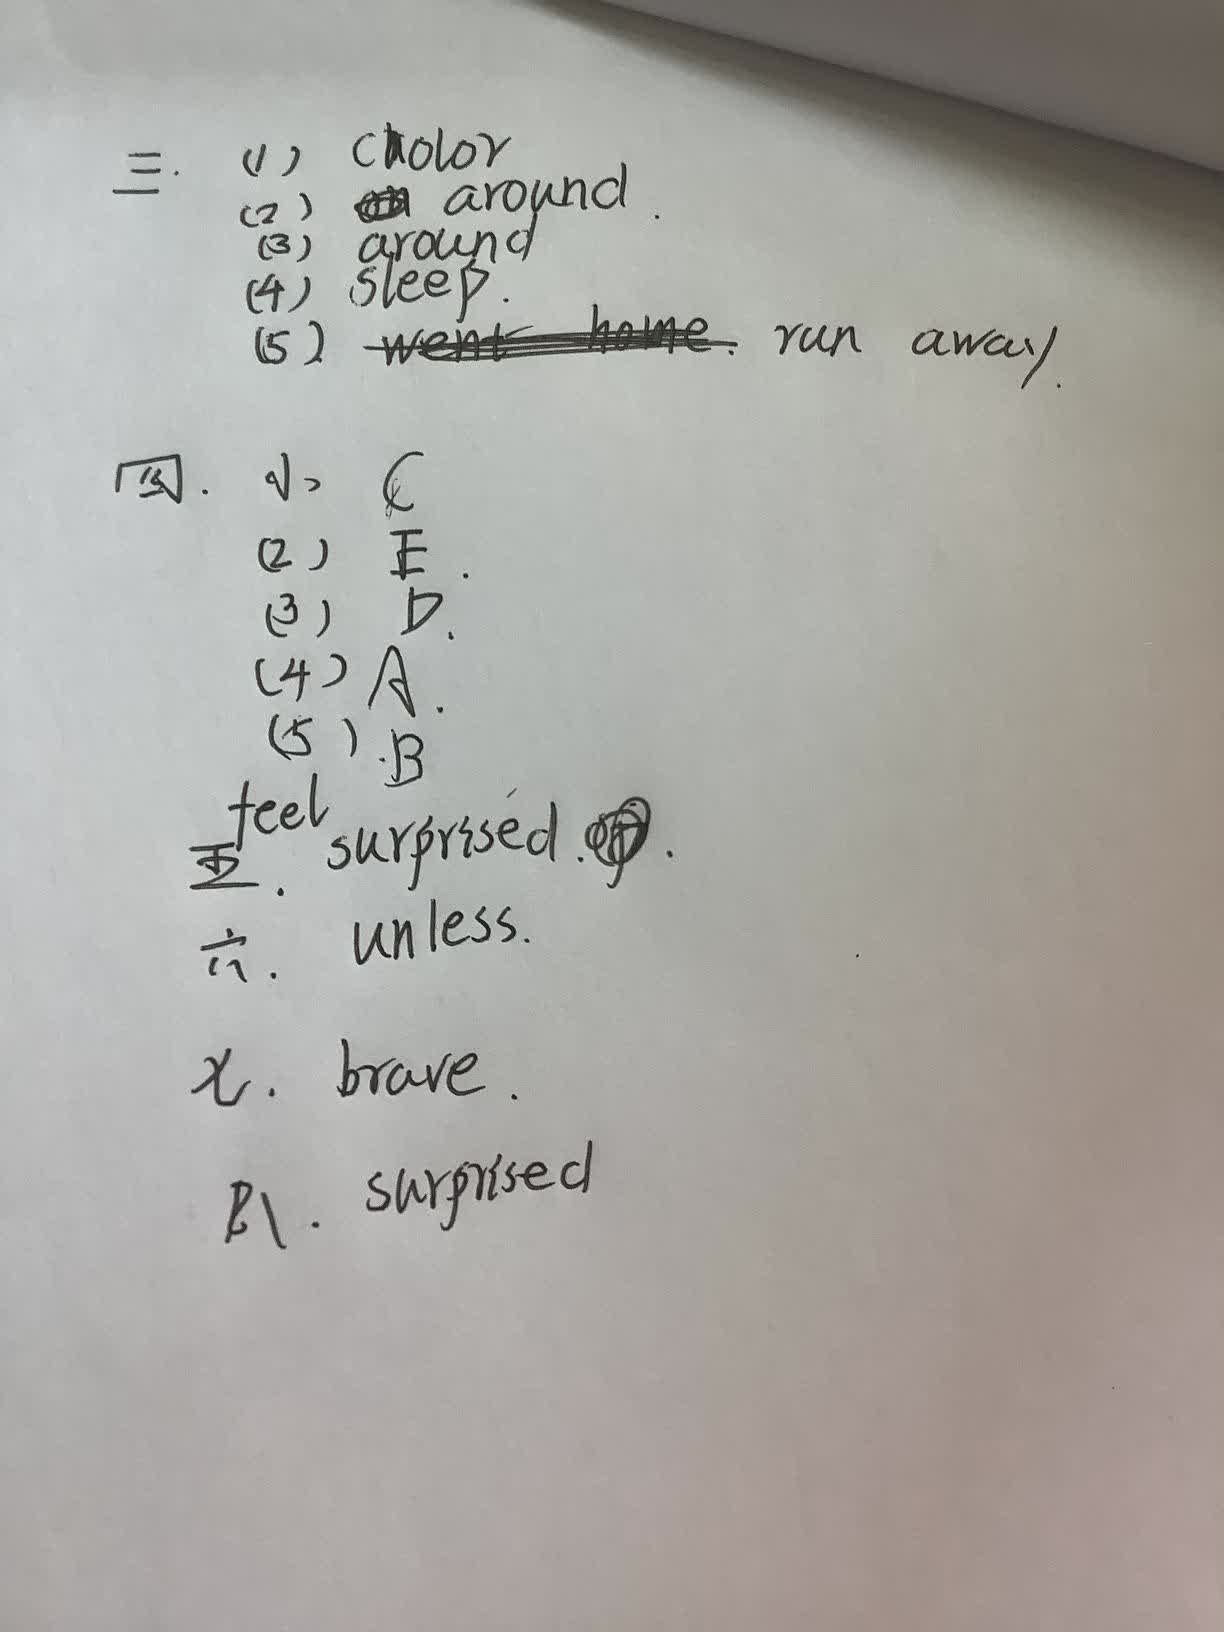 三. (1) color
(2) around.
(3) around
(4) sleep.
(5) went home. run away.
四. (1) C
(2) E.
(3) D.
(4) A.
(5). B
feel
五. surprised.
六. unless.
七. brave.
八. surprised